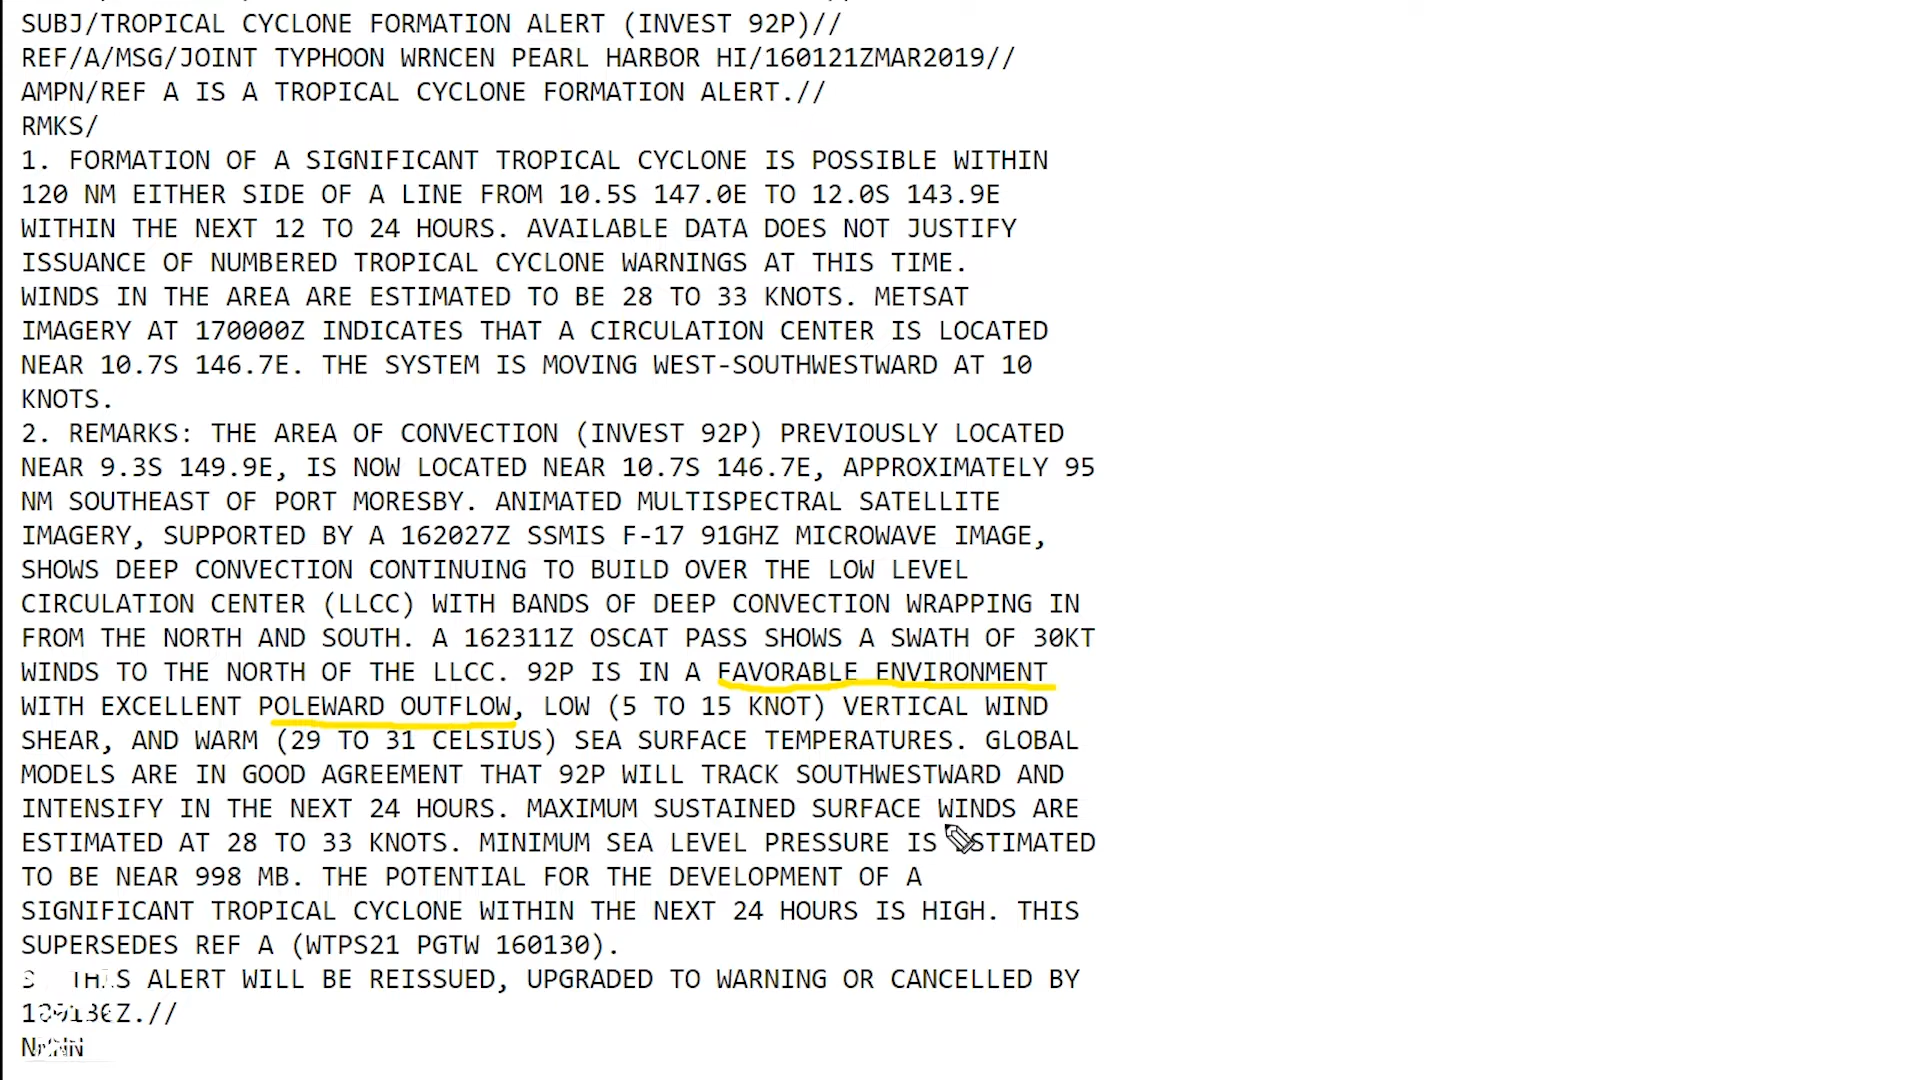 SUBJ/TROPICAL CYCLONE FORMATION ALERT (INVEST 92P)//
REF/A/MSG/JOINT TYPHOON WRNCEN PEARL HARBOR HI/160121ZMAR2019//
AMPN/REF A IS A TROPICAL CYCLONE FORMATION ALERT.//
RMKS/
1. FORMATION OF A SIGNIFICANT TROPICAL CYCLONE IS POSSIBLE WITHIN
120 NM EITHER SIDE OF A LINE FROM 10.5S 147.0E TO 12.0S 143.9E
WITHIN THE NEXT 12 TO 24 HOURS. AVAILABLE DATA DOES NOT JUSTIFY
ISSUANCE OF NUMBERED TROPICAL CYCLONE WARNINGS AT THIS TIME.
WINDS IN THE AREA ARE ESTIMATED TO BE 28 TO 33 KNOTS. METSAT
IMAGERY AT 170000Z INDICATES THAT A CIRCULATION CENTER IS LOCATED
NEAR 10.7S 146.7E. THE SYSTEM IS MOVING WEST-SOUTHWESTWARD AT 10
KNOTS.
2. REMARKS: THE AREA OF CONVECTION (INVEST 92P) PREVIOUSLY LOCATED
NEAR 9.3S 149.9E, IS NOW LOCATED NEAR 10.7S 146.7E, APPROXIMATELY 95
NM SOUTHEAST OF PORT MORESBY. ANIMATED MULTISPECTRAL SATELLITE
IMAGERY, SUPPORTED BY A 162027Z SSMIS F-17 91GHZ MICROWAVE IMAGE,
SHOWS DEEP CONVECTION CONTINUING TO BUILD OVER THE LOW LEVEL
CIRCULATION CENTER (LLCC) WITH BANDS OF DEEP CONVECTION WRAPPING IN
FROM THE NORTH AND SOUTH. A 162311Z OSCAT PASS SHOWS A SWATH OF 30KT
WINDS TO THE NORTH OF THE LLCC. 92P IS IN A FAVORABLE ENVIRONMENT
WITH EXCELLENT POLEWARD OUTFLOW, LOW (5 TO 15 KNOT) VERTICAL WIND
SHEAR, AND WARM (29 TO 31 CELSIUS) SEA SURFACE TEMPERATURES. GLOBAL
MODELS ARE IN GOOD AGREEMENT THAT 92P WILL TRACK SOUTHWESTWARD AND
INTENSIFY IN THE NEXT 24 HOURS. MAXIMUM SUSTAINED SURFACE WINDS ARE
ESTIMATED AT 28 TO 33 KNOTS. MINIMUM SEA LEVEL PRESSURE IS ESTIMATED
TO BE NEAR 998 MB. THE POTENTIAL FOR THE DEVELOPMENT OF A
SIGNIFICANT TROPICAL CYCLONE WITHIN THE NEXT 24 HOURS IS HIGH. THIS
SUPERSEDES REF A (WTPS21 PGTW 160130).
THIS ALERT WILL BE REISSUED, UPGRADED TO WARNING OR CANCELLED BY